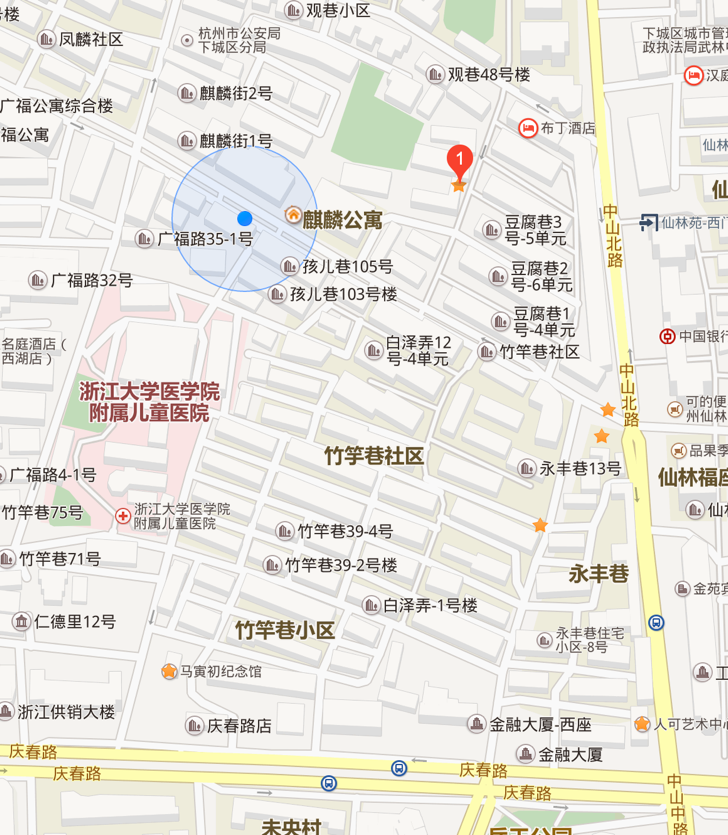 号楼
观巷小区
凤麟社区
杭州市公安局
下城区分局
下城区城市管
政执法局武林
观巷48号楼
汉庭
麒麟街2号
广福公寓综合楼
福公寓
布丁酒店
麒麟街1号
仙林
1
仙
麒麟公寓
豆腐巷3
号-5单元
仙林苑-西门
中山北路
广福路35-1号
孩儿巷105号
豆腐巷2
号-6单元
广福路32号
孩儿巷103号楼
豆腐巷1
号-4单元
名庭酒店（
西湖店）
白泽弄12
号-4单元
竹竿巷社区
中国银行
浙江大学医学院
附属儿童医院
中山北路
可的便
州仙林
竹竽巷社区
品果季
广福路4-1号
永丰巷13号
仙林福座
竹竿巷75号
浙江大学医学院
附属儿童医院
仙林
竹竿巷39-4号
竹竿巷71号
竹竿巷39-2号楼
永丰巷
金苑宾
白泽弄-1号楼
仁德里12号
竹竿巷小区
永丰巷住宅
小区-8号
马寅初纪念馆
工
浙江供销大楼
庆春路店
金融大厦-西座
人可艺术中心
庆春路
金融大厦
庆春路
庆春路
庆春路
中山中路
未央村